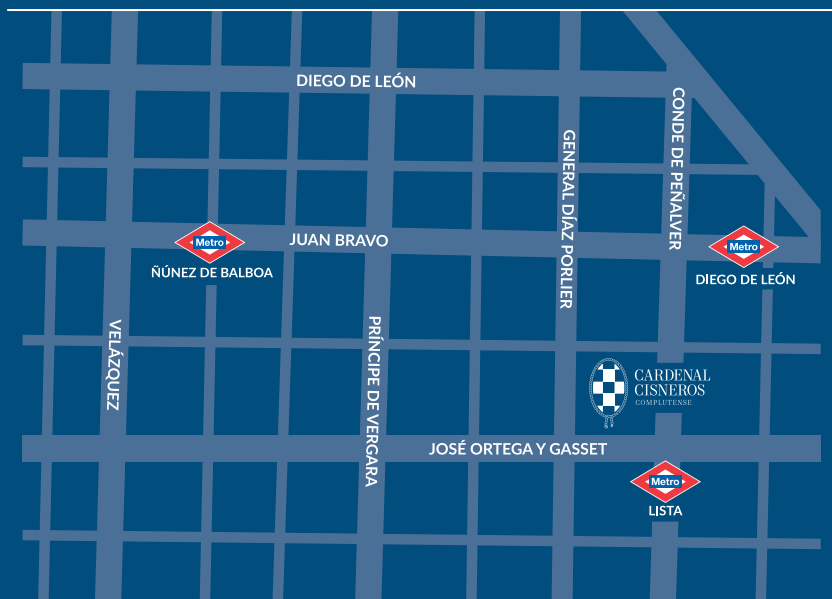 DIEGO DE LEÓN
CONDE DE PEÑALVER
GENERAL DÍAZ PORLIER
Metro
ÑÚNEZ DE BALBOA
JUAN BRAVO
Metro
DIEGO DE LEÓN
VELÁZQUEZ
PRÍNCIPE DE VERGARA
CARDENAL
CISNEROS
COMPLUTENSE
JOSÉ ORTEGA Y GASSET
Metro
LISTA